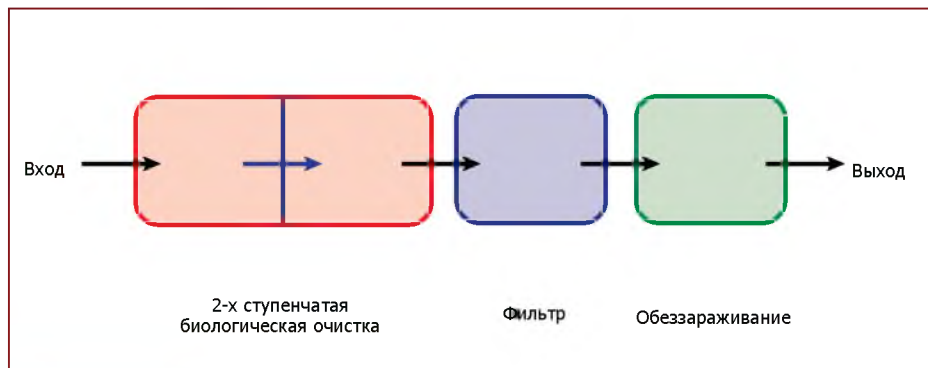 Вход
Выход
2-х ступенчатая
биологическая очистка
Фильтр
Обеззараживание